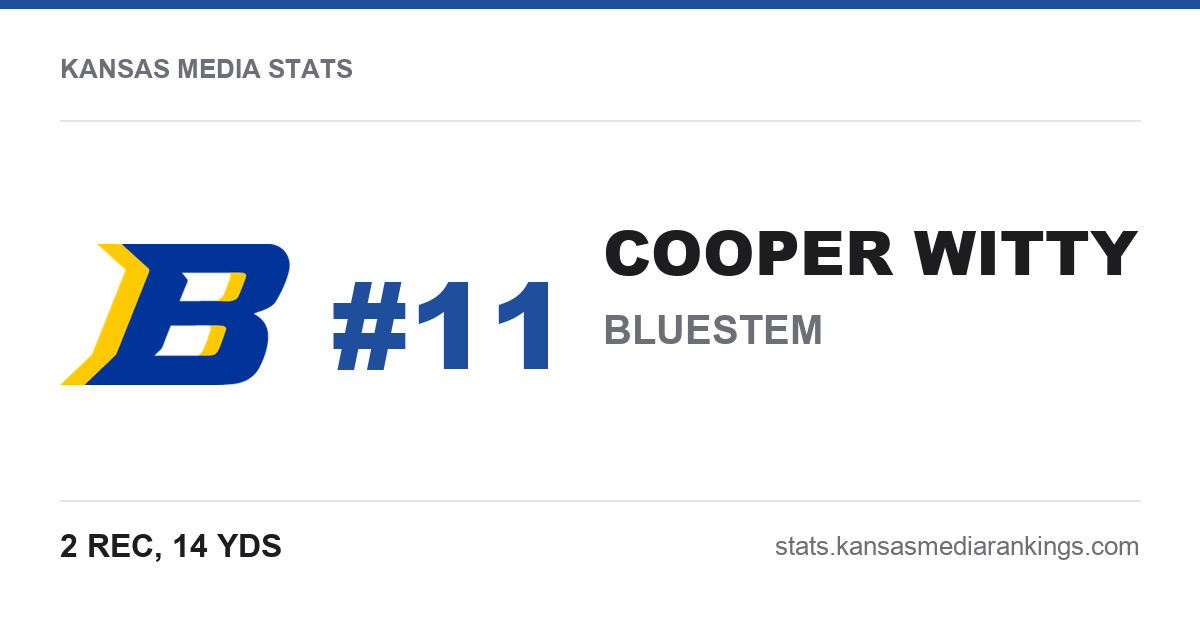 KANSAS MEDIA STATS
B
#11
COOPER WITTY
BLUESTEM
2 REC, 14 YDS
stats.kansasmediarankings.com